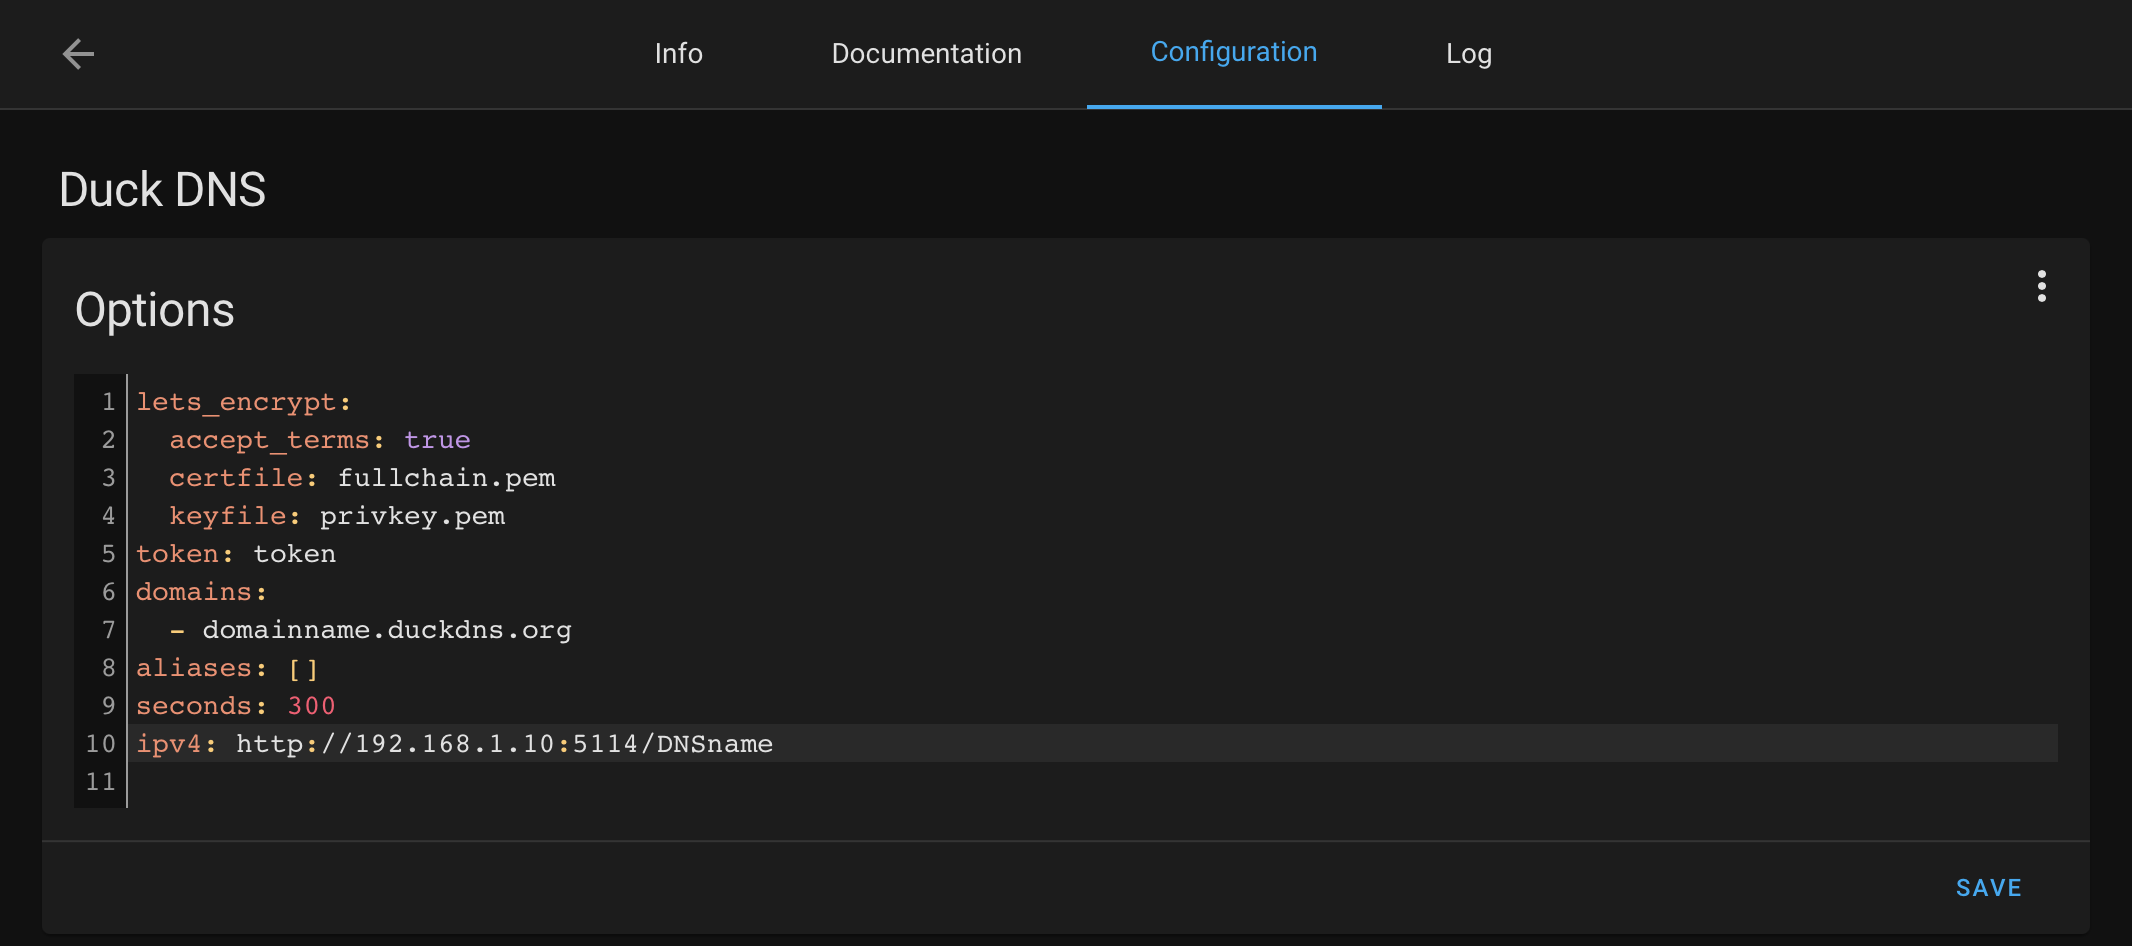 Info Documentation Configuration Log
Duck DNS
Options
1 lets_encrypt:
2   accept_terms: true
3   certfile: fullchain.pem
4   keyfile: privkey.pem
5 token: token
6 domains:
7   - domainname.duckdns.org
8 aliases: []
9 seconds: 300
10 ipv4: http://192.168.1.10:5114/DNSname
11
SAVE